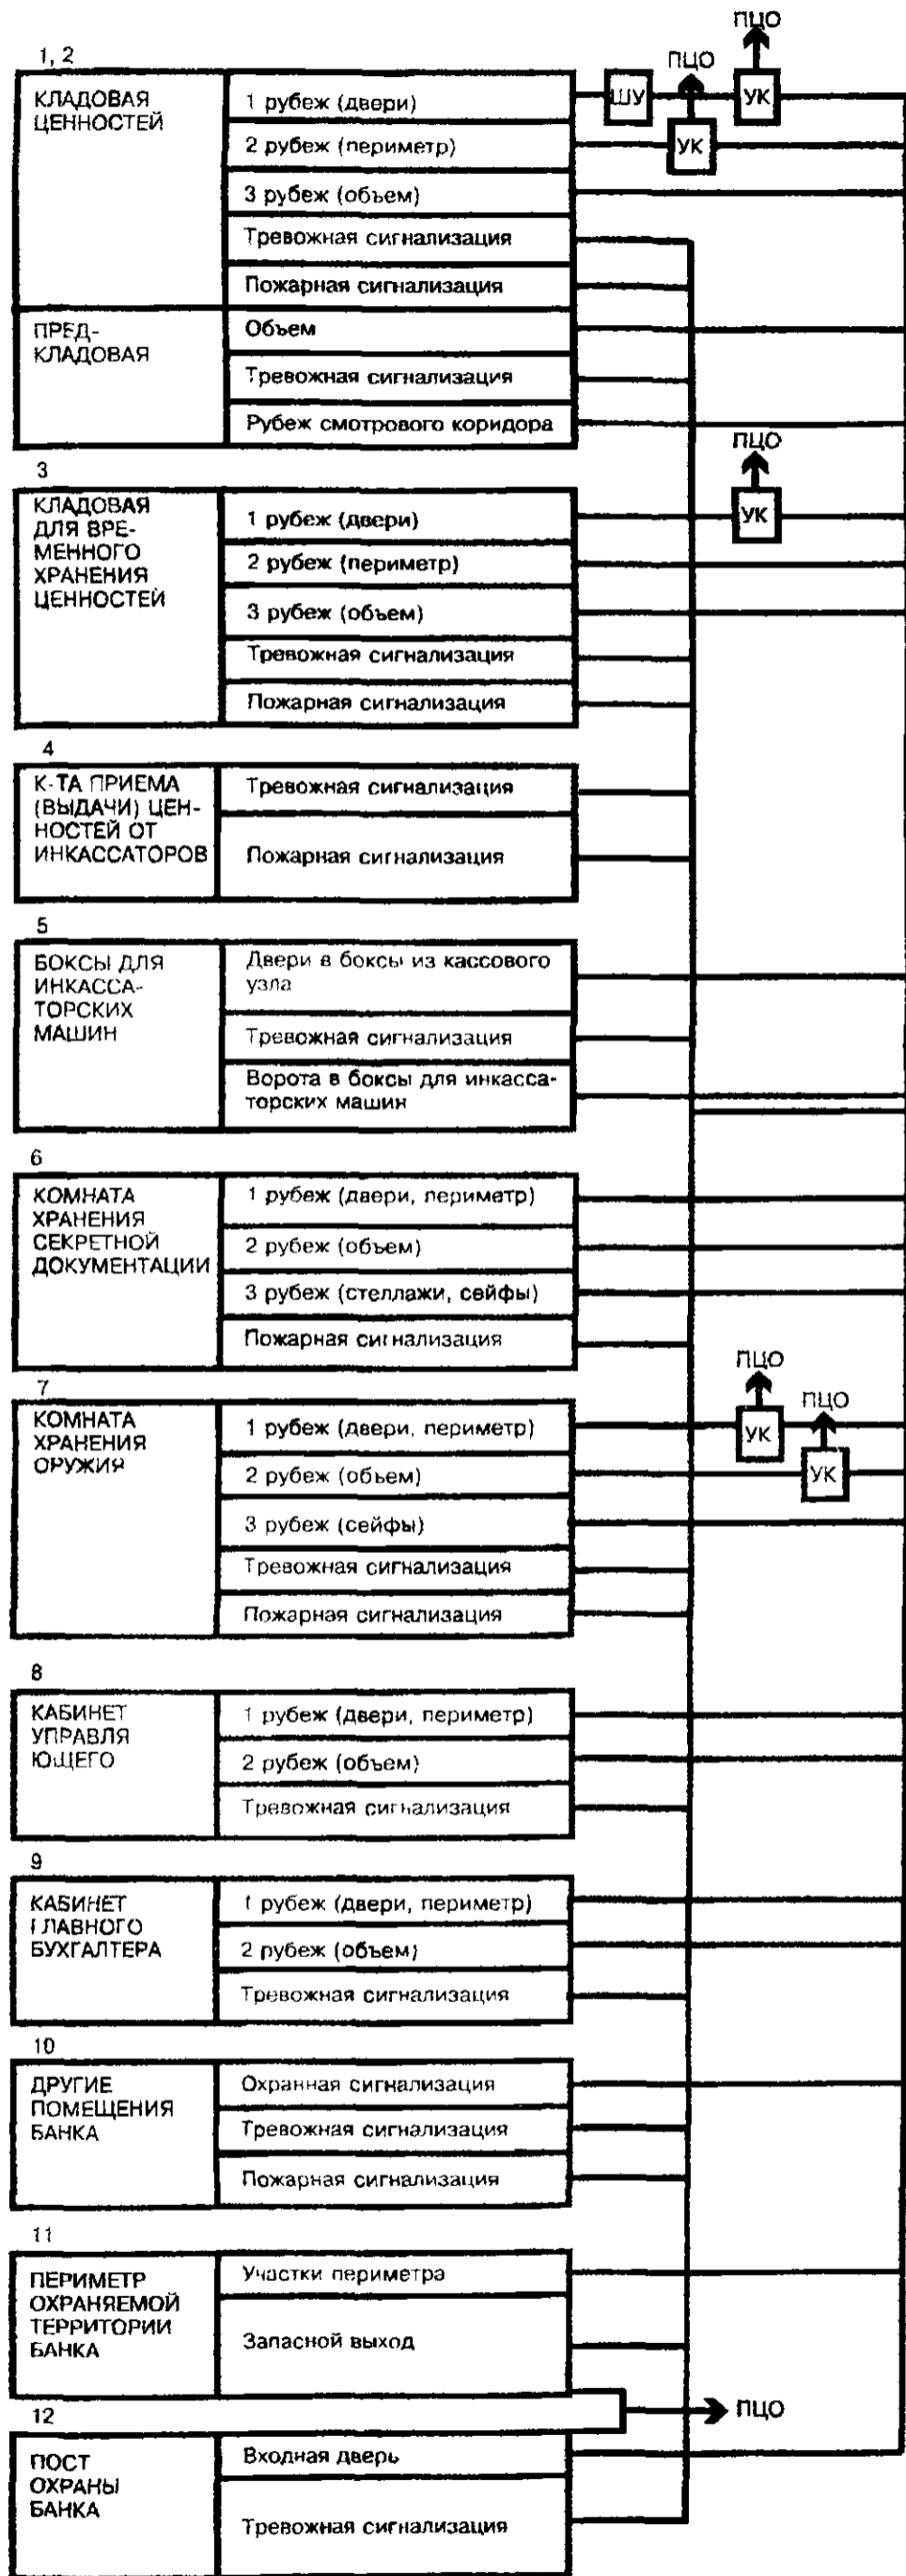 ПЦО
1, 2
ПЦО
КЛАДОВАЯ
ЦЕННОСТЕЙ
1 рубеж (двери)
ШУ
УК
2 рубеж (периметр)
УК
3 рубеж (объем)
Тревожная сигнализация
Пожарная сигнализация
ПРЕД-
КЛАДОВАЯ
Объем
Тревожная сигнализация
Рубеж смотрового коридора
3
ПЦО
КЛАДОВАЯ
ДЛЯ ВРЕ-
МЕННОГО
ХРАНЕНИЯ
ЦЕННОСТЕЙ
1 рубеж (двери)
УК
2 рубеж (периметр)
3 рубеж (объем)
Тревожная сигнализация
Пожарная сигнализация
4
К-ТА ПРИЕМА
(ВЫДАЧИ) ЦЕН-
НОСТЕЙ ОТ
ИНКАССАТОРОВ
Тревожная сигнализация
Пожарная сигнализация
5
БОКСЫ ДЛЯ
ИНКАССА-
ТОРСКИХ
МАШИН
Двери в боксы из кассового
узла
Тревожная сигнализация
Ворота в боксы для инкасса-
торских машин
6
КОМНАТА
ХРАНЕНИЯ
СЕКРЕТНОЙ
ДОКУМЕНТАЦИИ
1 рубеж (двери, периметр)
2 рубеж (объем)
3 рубеж (стеллажи, сейфы)
Пожарная сигнализация
7
ПЦО
ПЦО
КОМНАТА
ХРАНЕНИЯ
ОРУЖИЯ
1 рубеж (двери, периметр)
УК
2 рубеж (объем)
УК
3 рубеж (сейфы)
Тревожная сигнализация
Пожарная сигнализация
8
КАБИНЕТ
УПРАВЛЯ
ЮЩЕГО
1 рубеж (двери, периметр)
2 рубеж (объем)
Тревожная сигнализация
9
КАБИНЕТ
ГЛАВНОГО
БУХГАЛТЕРА
1 рубеж (двери, периметр)
2 рубеж (объем)
Тревожная сигнализация
10
ДРУГИЕ
ПОМЕЩЕНИЯ
БАНКА
Охранная сигнализация
Тревожная сигнализация
Пожарная сигнализация
11
ПЕРИМЕТР
ОХРАНЯЕМОЙ
ТЕРРИТОРИИ
БАНКА
Участки периметра
Запасной выход
ПЦО
12
ПОСТ
ОХРАНЫ
БАНКА
Входная дверь
Тревожная сигнализация